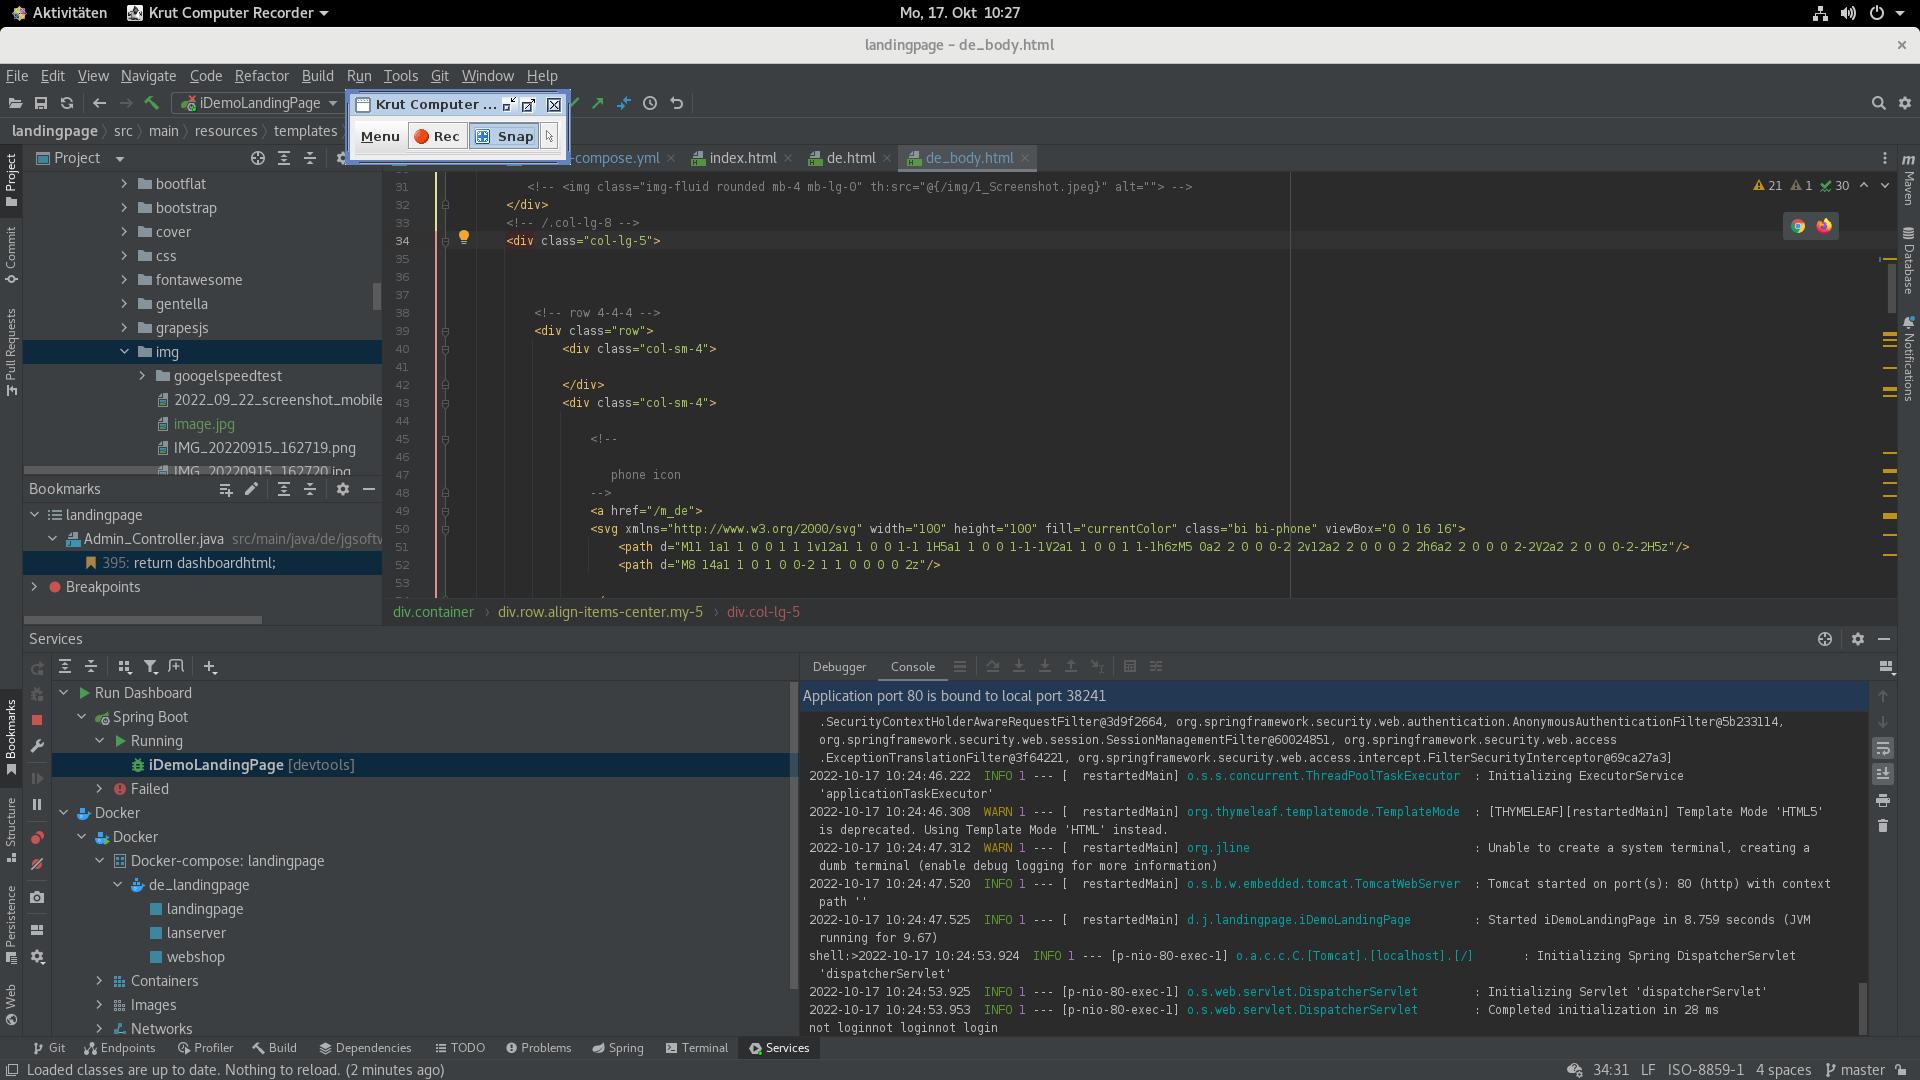 Aktivitäten
Krut Computer Recorder
Mo, 17. Okt 10:27
landingpage – de_body.html
File Edit View Navigate Code Refactor Build Run Tools Git Window Help
iDemoLandingPage
Krut Computer ...
Menu Rec Snap
landingpage src main resources templates
Project
-compose.yml index.html de.html de_body.html
bootflat
bootstrap
cover
css
fontawesome
gentella
grapesjs
img
googelspeedtest
2022_09_22_screenshot_mobile
image.jpg
IMG_20220915_162719.png
IMG_20220915_162720.jpg
21 1 30
31 <!-- <img class="img-fluid rounded mb-4 mb-lg-0" th:src="@{/img/1_Screenshot.jpeg}" alt=""> -->
32 </div>
33 <!-- /.col-lg-8 -->
34 <div class="col-lg-5">
35
36
37
38 <!-- row 4-4-4 -->
39 <div class="row">
40 <div class="col-sm-4">
41
42 </div>
43 <div class="col-sm-4">
44
45 <!--
46
47 phone icon
48 -->
49 <a href="/m_de">
50 <svg xmlns="http://www.w3.org/2000/svg" width="100" height="100" fill="currentColor" class="bi bi-phone" viewBox="0 0 16 16">
51 <path d="M11 1a1 1 0 0 1 1 1v12a1 1 0 0 1-1 1H5a1 1 0 0 1-1-1V2a1 1 0 0 1 1-1h6zM5 0a2 2 0 0 0-2 2v12a2 2 0 0 0 2 2h6a2 2 0 0 0 2-2V2a2 2 0 0 0-2-2H5z"/>
52 <path d="M8 14a1 1 0 1 0 0-2 1 1 0 0 0 0 2z"/>
53
div.container div.row.align-items-center.my-5 div.col-lg-5
Bookmarks
landingpage
Admin_Controller.java src/main/java/de/jgsoftw
395: return dashboardhtml;
Breakpoints
Services
Run Dashboard
Spring Boot
Running
iDemoLandingPage [devtools]
Failed
Docker
Docker
Docker-compose: landingpage
de_landingpage
landingpage
lanserver
webshop
Containers
Images
Networks
Debugger Console
Application port 80 is bound to local port 38241
.SecurityContextHolderAwareRequestFilter@3d9f2664, org.springframework.security.web.authentication.AnonymousAuthenticationFilter@5b233114,
org.springframework.security.web.session.SessionManagementFilter@60024851, org.springframework.security.web.access
.ExceptionTranslationFilter@3f64221, org.springframework.security.web.access.intercept.FilterSecurityInterceptor@69ca27a3]
2022-10-17 10:24:46.222 INFO 1 --- [ restartedMain] o.s.s.concurrent.ThreadPoolTaskExecutor : Initializing ExecutorService
'applicationTaskExecutor'
2022-10-17 10:24:46.308 WARN 1 --- [ restartedMain] org.thymeleaf.templatemode.TemplateMode : [THYMELEAF][restartedMain] Template Mode 'HTML5'
is deprecated. Using Template Mode 'HTML' instead.
2022-10-17 10:24:47.312 WARN 1 --- [ restartedMain] org.jline : Unable to create a system terminal, creating a
dumb terminal (enable debug logging for more information)
2022-10-17 10:24:47.520 INFO 1 --- [ restartedMain] o.s.b.w.embedded.tomcat.TomcatWebServer : Tomcat started on port(s): 80 (http) with context
path ''
2022-10-17 10:24:47.525 INFO 1 --- [ restartedMain] d.j.landingpage.iDemoLandingPage : Started iDemoLandingPage in 8.759 seconds (JVM
running for 9.67)
shell:>2022-10-17 10:24:53.924 INFO 1 --- [p-nio-80-exec-1] o.a.c.c.C.[Tomcat].[localhost].[/] : Initializing Spring DispatcherServlet
'dispatcherServlet'
2022-10-17 10:24:53.925 INFO 1 --- [p-nio-80-exec-1] o.s.web.servlet.DispatcherServlet : Initializing Servlet 'dispatcherServlet'
2022-10-17 10:24:53.953 INFO 1 --- [p-nio-80-exec-1] o.s.web.servlet.DispatcherServlet : Completed initialization in 28 ms
not loginnot loginnot login
Project
Commit
Pull Requests
Bookmarks
Structure
Persistence
Web
Maven
Database
Notifications
Git Endpoints Profiler Build Dependencies TODO Problems Spring Terminal Services
Loaded classes are up to date. Nothing to reload. (2 minutes ago)
34:31 LF ISO-8859-1 4 spaces master